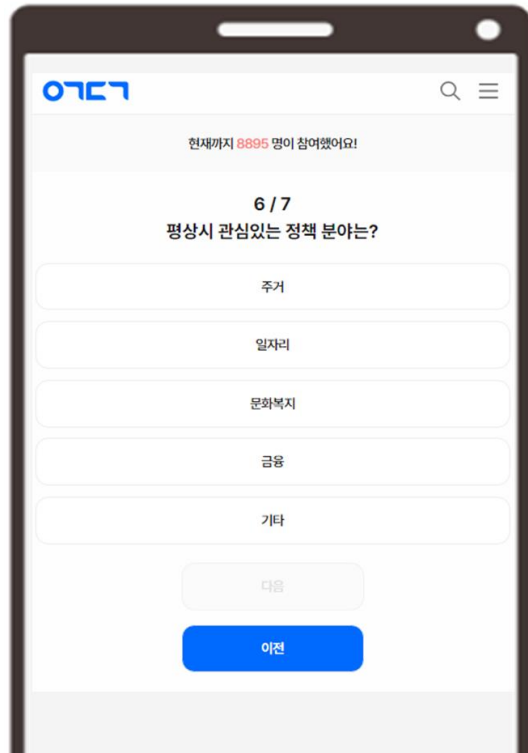 ㅇㄱㄷㄱ
현재까지 8895 명이 참여했어요!
6 / 7
평상시 관심있는 정책 분야는?
주거
일자리
문화복지
금융
기타
다음
이전